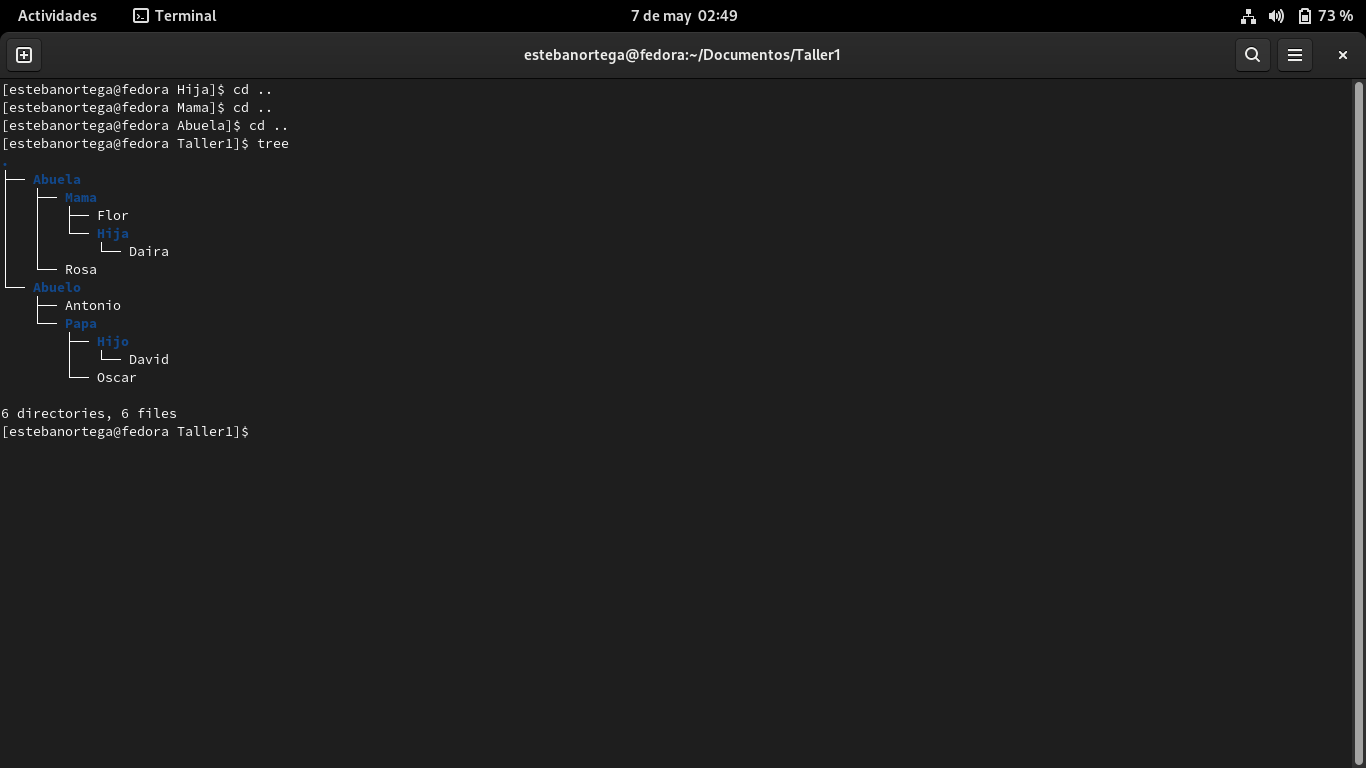 Actividades Terminal 7 de may 02:49 73 %
estebanortega@fedora:~/Documentos/Taller1
[estebanortega@fedora Hija]$ cd ..
[estebanortega@fedora Mama]$ cd ..
[estebanortega@fedora Abuela]$ cd ..
[estebanortega@fedora Taller1]$ tree
.
├── Abuela
│   ├── Mama
│   │   ├── Flor
│   │   └── Hija
│   │       └── Daira
│   └── Rosa
└── Abuelo
    ├── Antonio
    └── Papa
        ├── Hijo
        │   └── David
        └── Oscar

6 directories, 6 files
[estebanortega@fedora Taller1]$